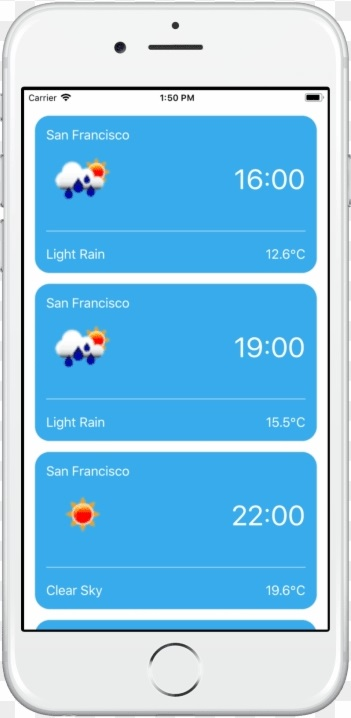 Carrier 1:50 PM
San Francisco
16:00
Light Rain 12.6°C
San Francisco
19:00
Light Rain 15.5°C
San Francisco
22:00
Clear Sky 19.6°C